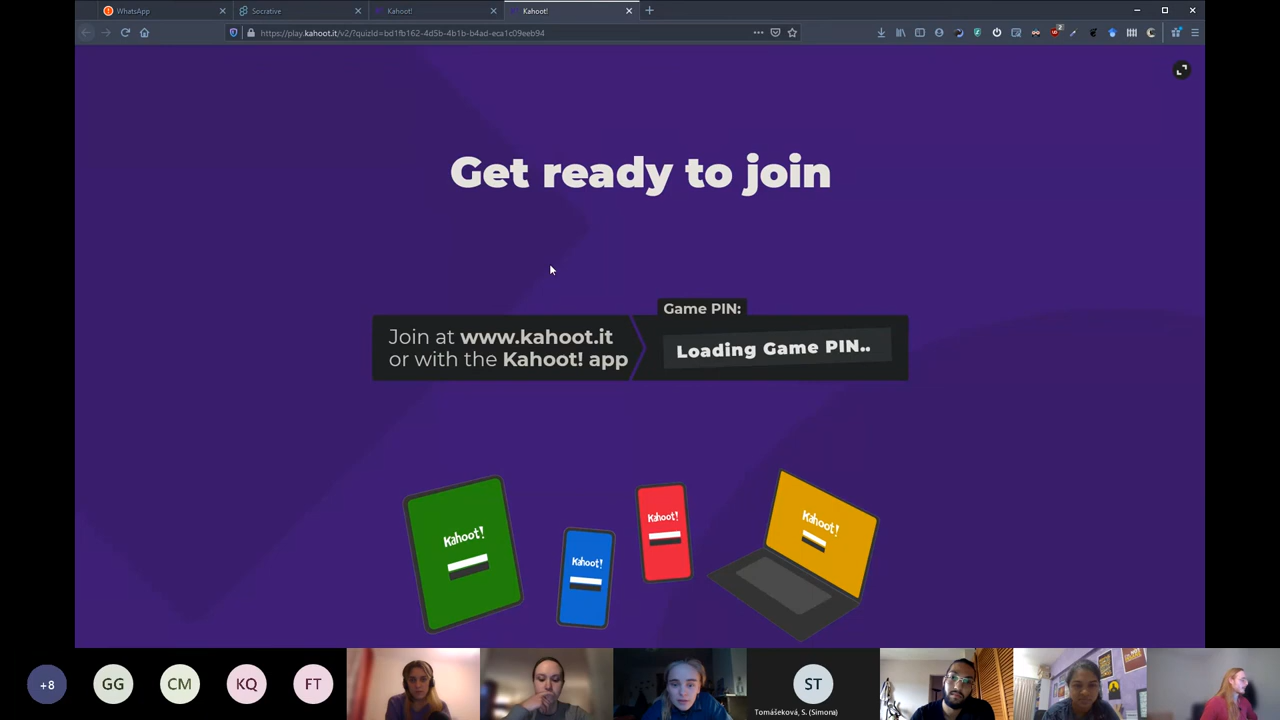 WhatsApp
Socrative
Kahoot!
Kahoot!
https://play.kahoot.it/v2/?quizId=bd1fb162-4d5b-4b1b-b4ad-eca1c09eeb94
2
Get ready to join
Game PIN:
Join at www.kahoot.it
or with the Kahoot! app
Loading Game PIN..
Kahoot!
Kahoot!
Kahoot!
Kahoot!
+8
GG
CM
KQ
FT
ST
Tomášeková, S. (Simona)